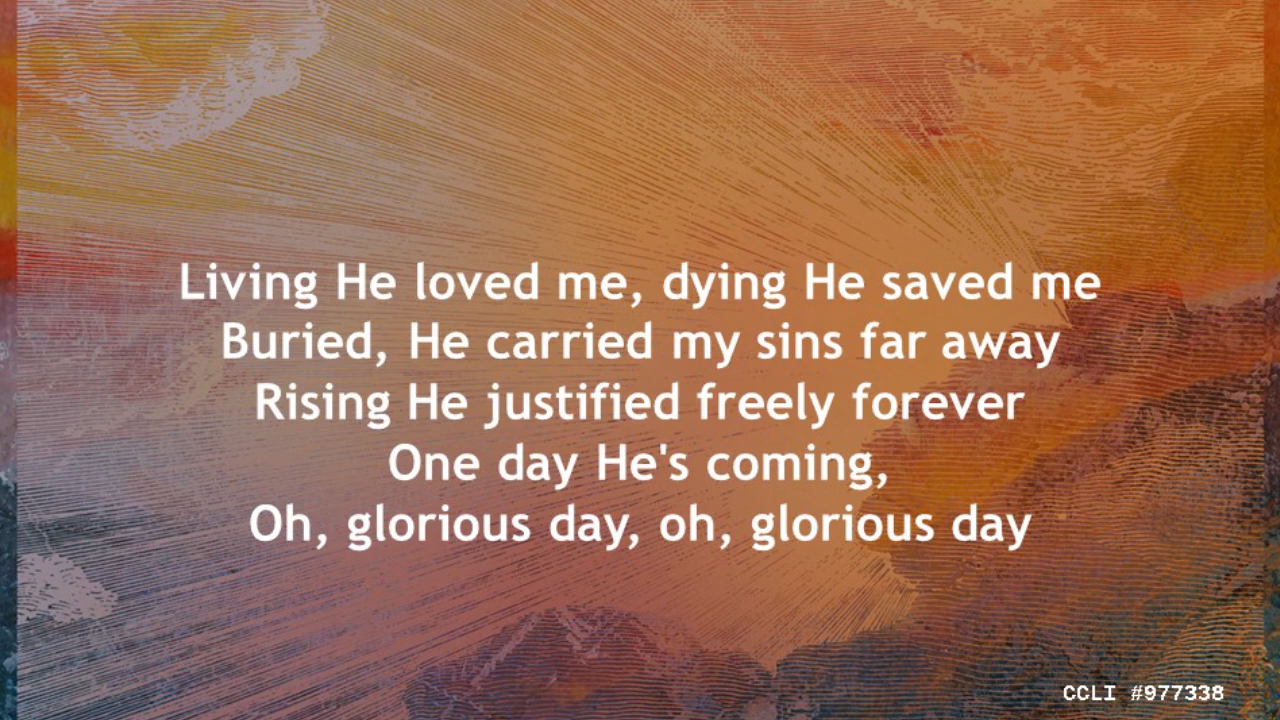 Living He loved me, dying He saved me
Buried, He carried my sins far away
Rising He justified freely forever
One day He's coming,
Oh, glorious day, oh, glorious day
CCLI #977338